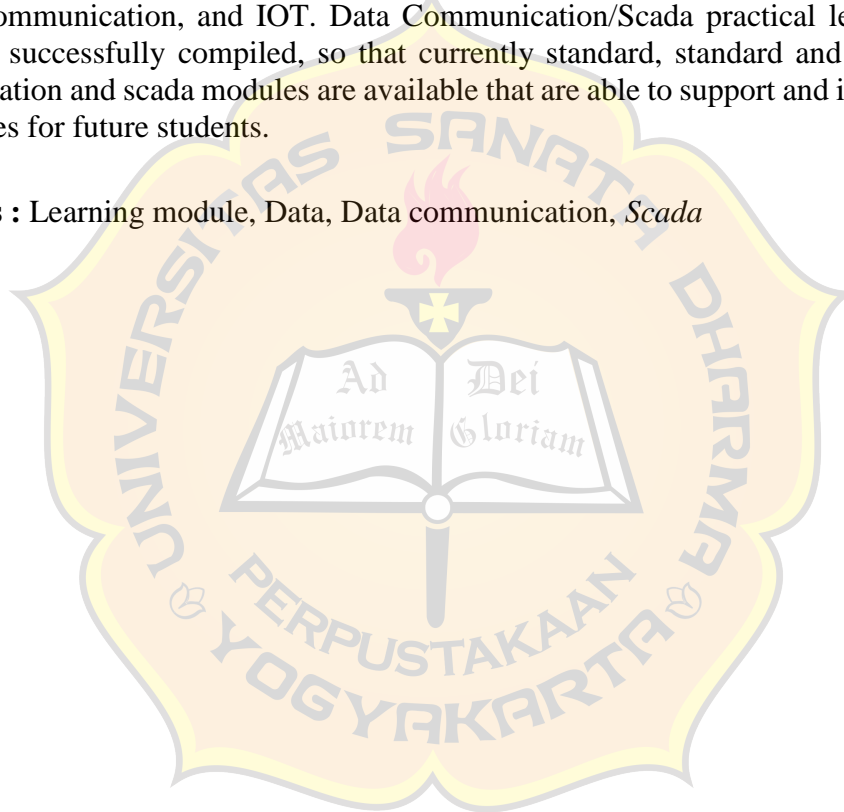 ommunication, and IOT. Data Communication/Scada practical le
successfully compiled, so that currently standard, standard and
ation and scada modules are available that are able to support and i
es for future students.
s : Learning module, Data, Data communication, Scada
UNIVERSITAS SANATA DHARMA
Ad
Maiorem
Dei
Gloriam
PERPUSTAKAAN
YOGYAKARTA